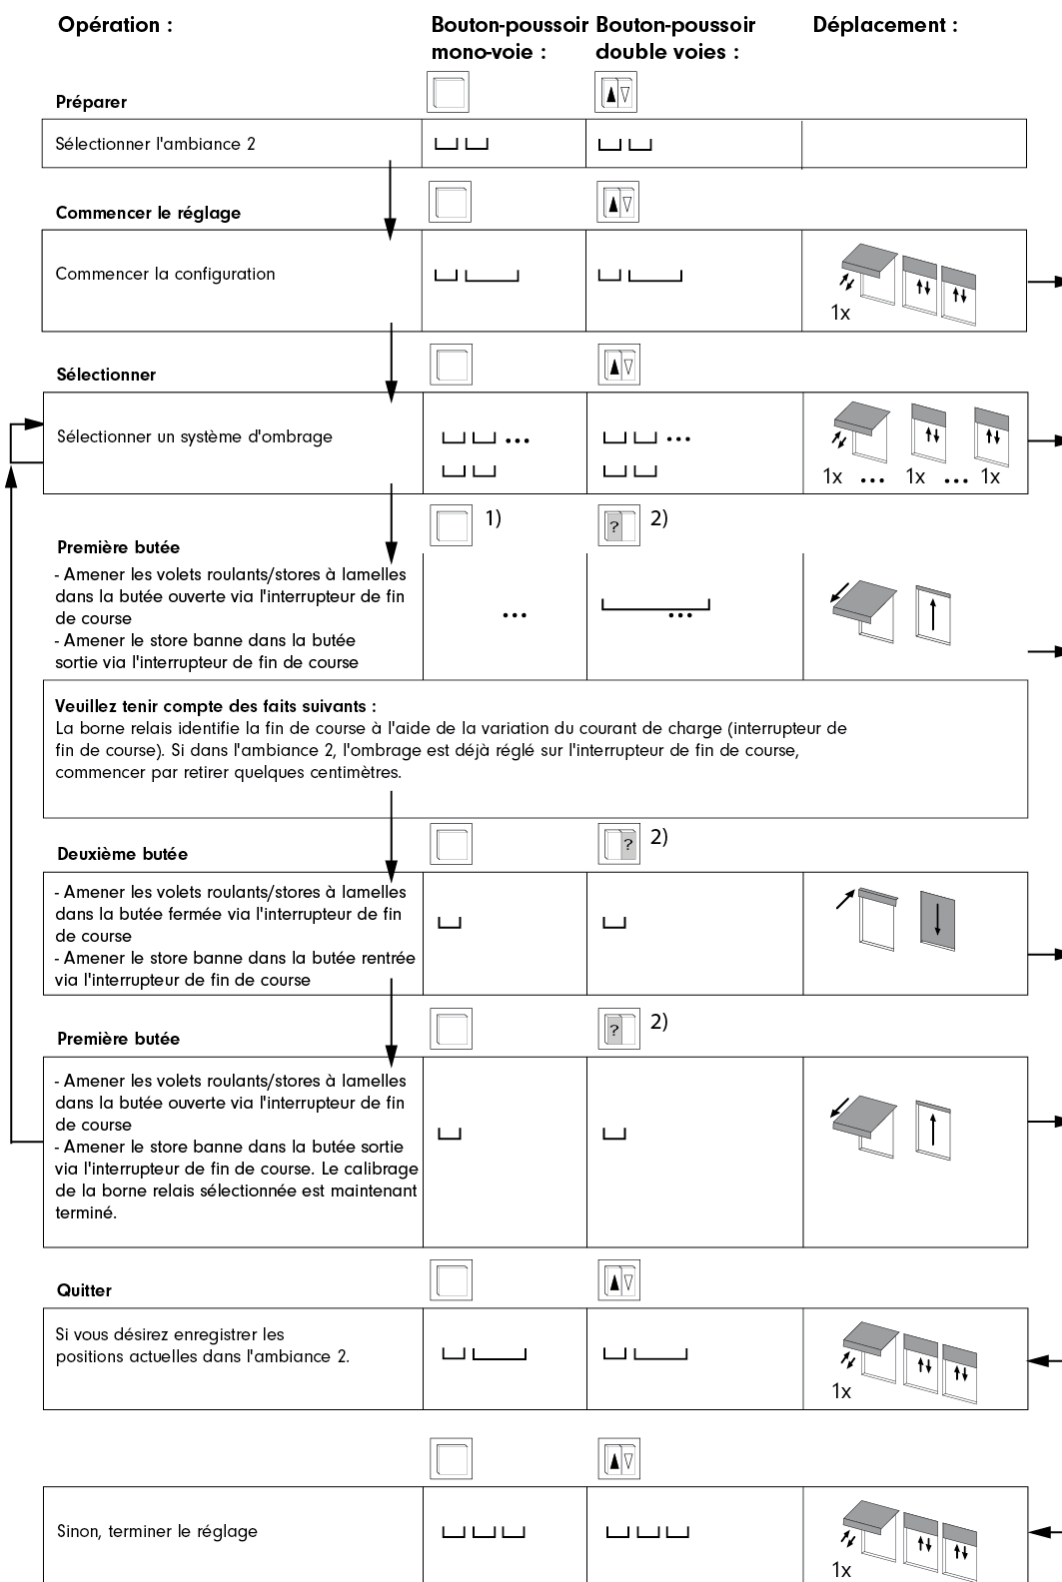 Opération :
Bouton-poussoir
mono-voie :
Bouton-poussoir
double voies :
Déplacement :
Préparer
Sélectionner l'ambiance 2
Commencer le réglage
Commencer la configuration
1x
Sélectionner
Sélectionner un système d'ombrage
...
...
1x ... 1x ... 1x
1)
? 2)
Première butée
- Amener les volets roulants/stores à lamelles
dans la butée ouverte via l'interrupteur de fin
de course
- Amener le store banne dans la butée
sortie via l'interrupteur de fin de course
...
...
Veuillez tenir compte des faits suivants :
La borne relais identifie la fin de course à l'aide de la variation du courant de charge (interrupteur de
fin de course). Si dans l'ambiance 2, l'ombrage est déjà réglé sur l'interrupteur de fin de course,
commencer par retirer quelques centimètres.
? 2)
Deuxième butée
- Amener les volets roulants/stores à lamelles
dans la butée fermée via l'interrupteur de fin
de course
- Amener le store banne dans la butée rentrée
via l'interrupteur de fin de course
? 2)
Première butée
- Amener les volets roulants/stores à lamelles
dans la butée ouverte via l'interrupteur de fin
de course
- Amener le store banne dans la butée sortie
via l'interrupteur de fin de course. Le calibrage
de la borne relais sélectionnée est maintenant
terminé.
Quitter
Si vous désirez enregistrer les
positions actuelles dans l'ambiance 2.
1x
Sinon, terminer le réglage
1x